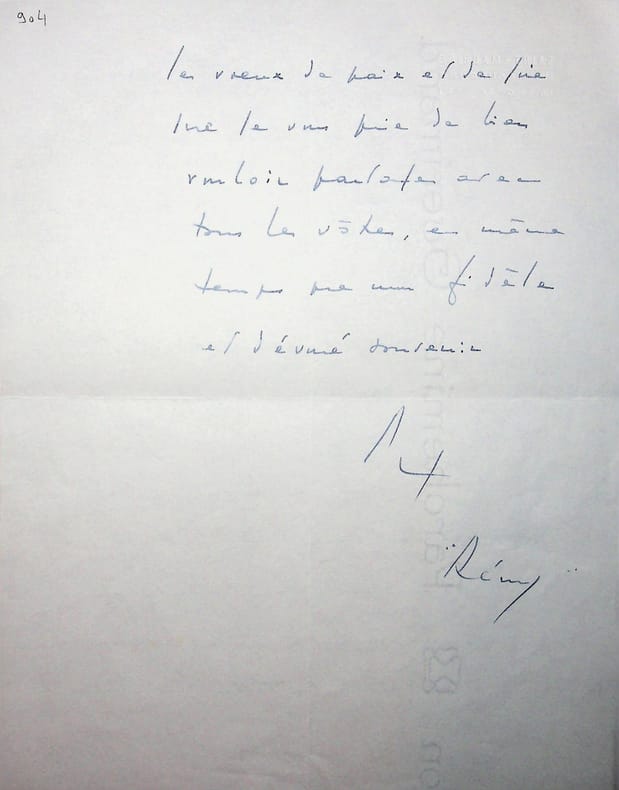 904
les vœux de paix et de joie
que je vous prie de bien
vouloir partager avec
tous les vôtres, en même
temps que mon fidèle
et dévoué souvenir
"Rémy"